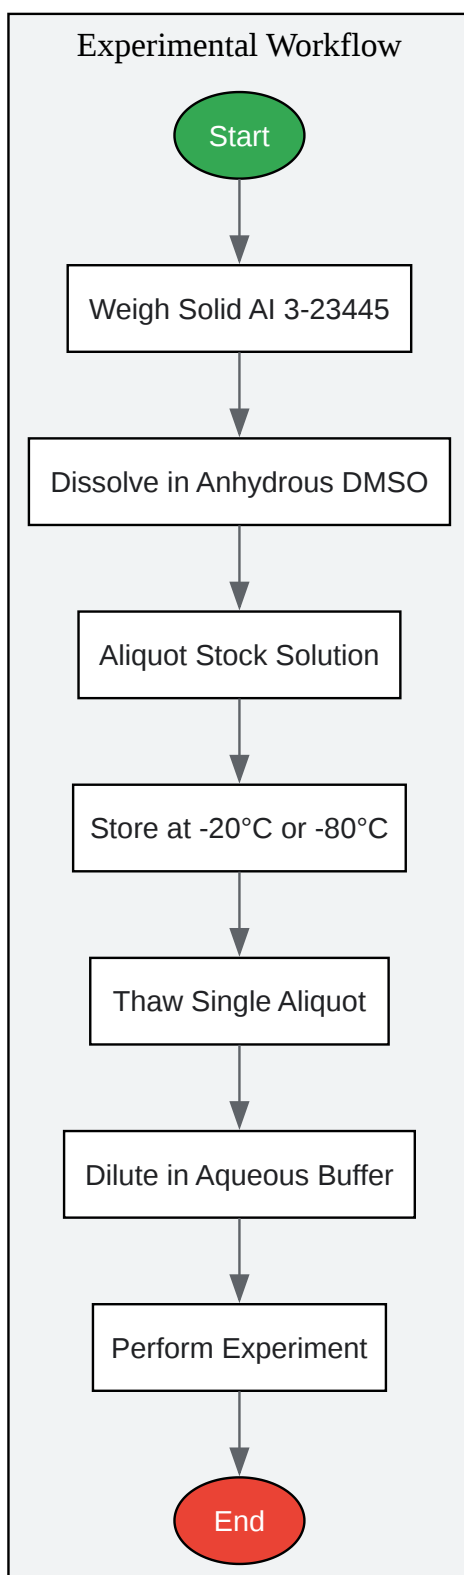 Experimental Workflow
Start
Weigh Solid AI 3-23445
Dissolve in Anhydrous DMSO
Aliquot Stock Solution
Store at -20°C or -80°C
Thaw Single Aliquot
Dilute in Aqueous Buffer
Perform Experiment
End